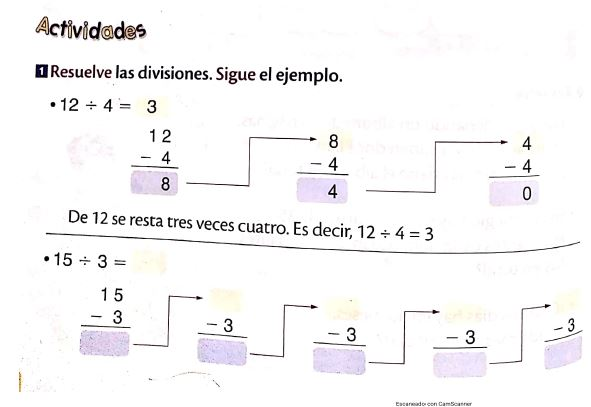 Actividades
1 Resuelve las divisiones. Sigue el ejemplo.
• 12 ÷ 4 = 3
12 8 4
- 4 - 4 - 4
8 4 0
De 12 se resta tres veces cuatro. Es decir, 12 ÷ 4 = 3
• 15 ÷ 3 =
15
- 3 - 3 - 3 - 3 - 3
Escaneado con CamScanner